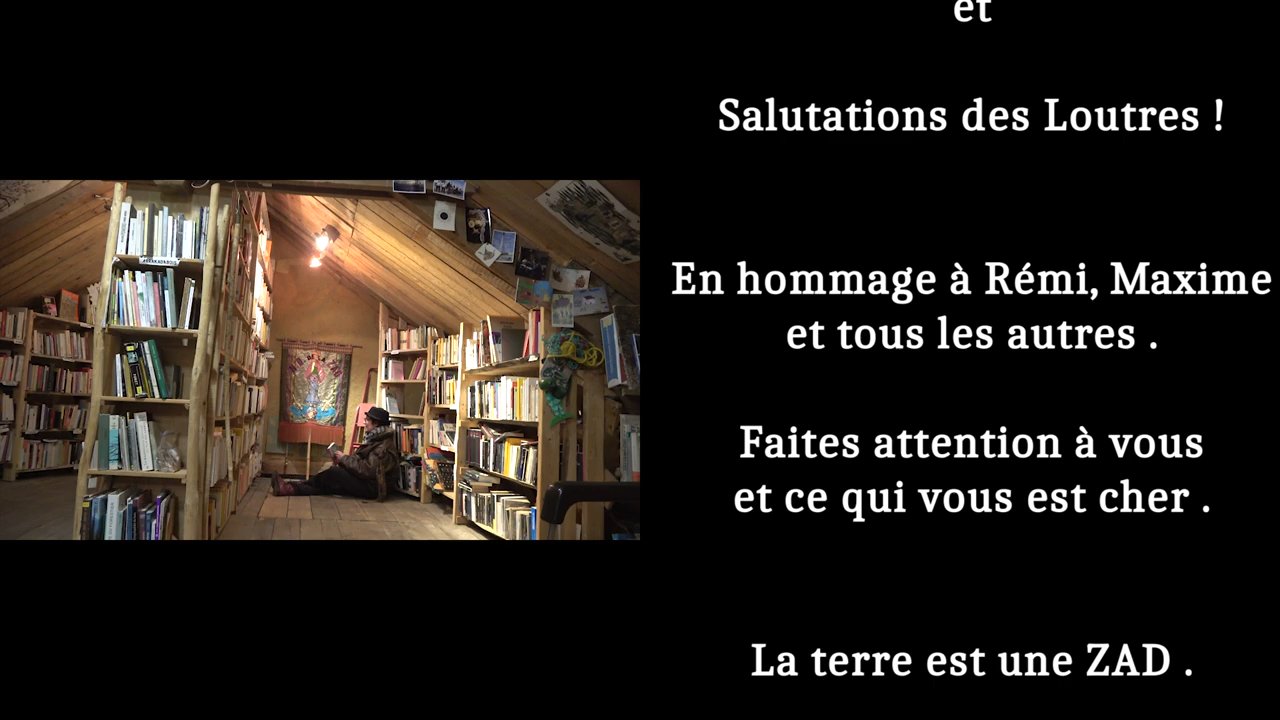 et
Salutations des Loutres !
En hommage à Rémi, Maxime
et tous les autres .
Faites attention à vous
et ce qui vous est cher .
La terre est une ZAD .